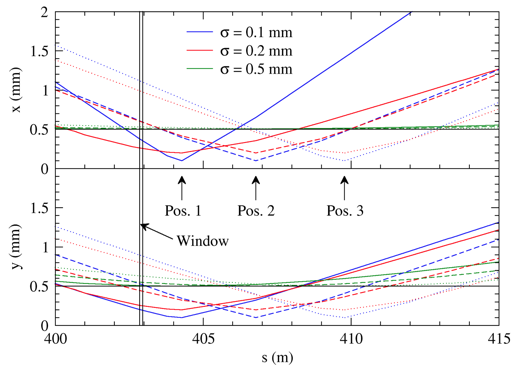 2
1.5
1
0.5
0
x (mm)
σ = 0.1 mm
σ = 0.2 mm
σ = 0.5 mm
Pos. 1
Pos. 2
Pos. 3
Window
1.5
1
0.5
0
y (mm)
400
405
410
415
s (m)